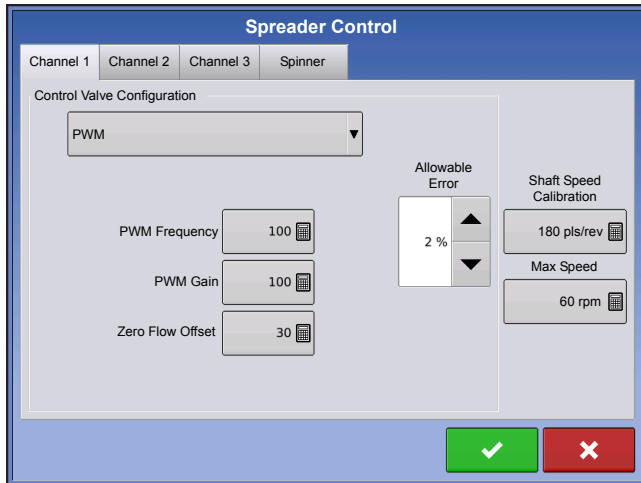 Spreader Control
Channel 1 Channel 2 Channel 3 Spinner
Control Valve Configuration
PWM
Allowable
Error
2 %
Shaft Speed
Calibration
180 pls/rev
Max Speed
60 rpm
PWM Frequency 100
PWM Gain 100
Zero Flow Offset 30